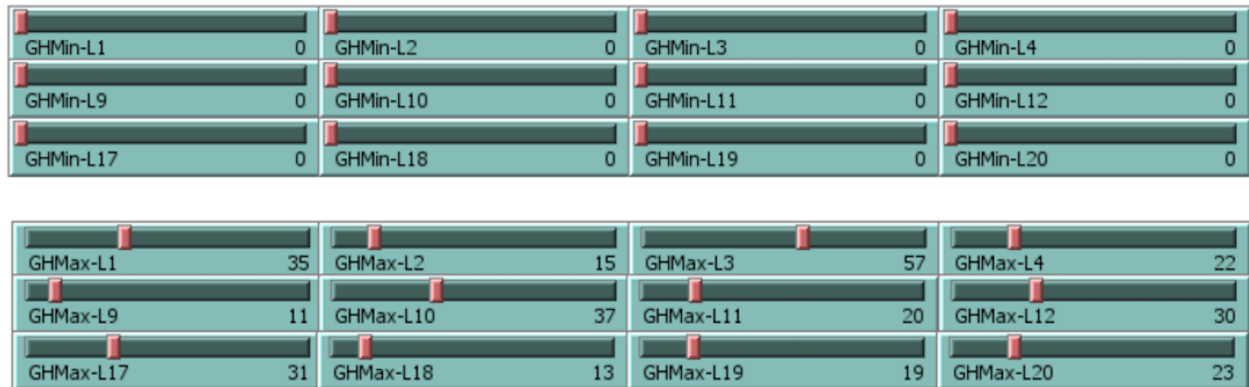 GHMin-L1 0 GHMin-L2 0 GHMin-L3 0 GHMin-L4 0
GHMin-L9 0 GHMin-L10 0 GHMin-L11 0 GHMin-L12 0
GHMin-L17 0 GHMin-L18 0 GHMin-L19 0 GHMin-L20 0
GHMax-L1 35 GHMax-L2 15 GHMax-L3 57 GHMax-L4 22
GHMax-L9 11 GHMax-L10 37 GHMax-L11 20 GHMax-L12 30
GHMax-L17 31 GHMax-L18 13 GHMax-L19 19 GHMax-L20 23